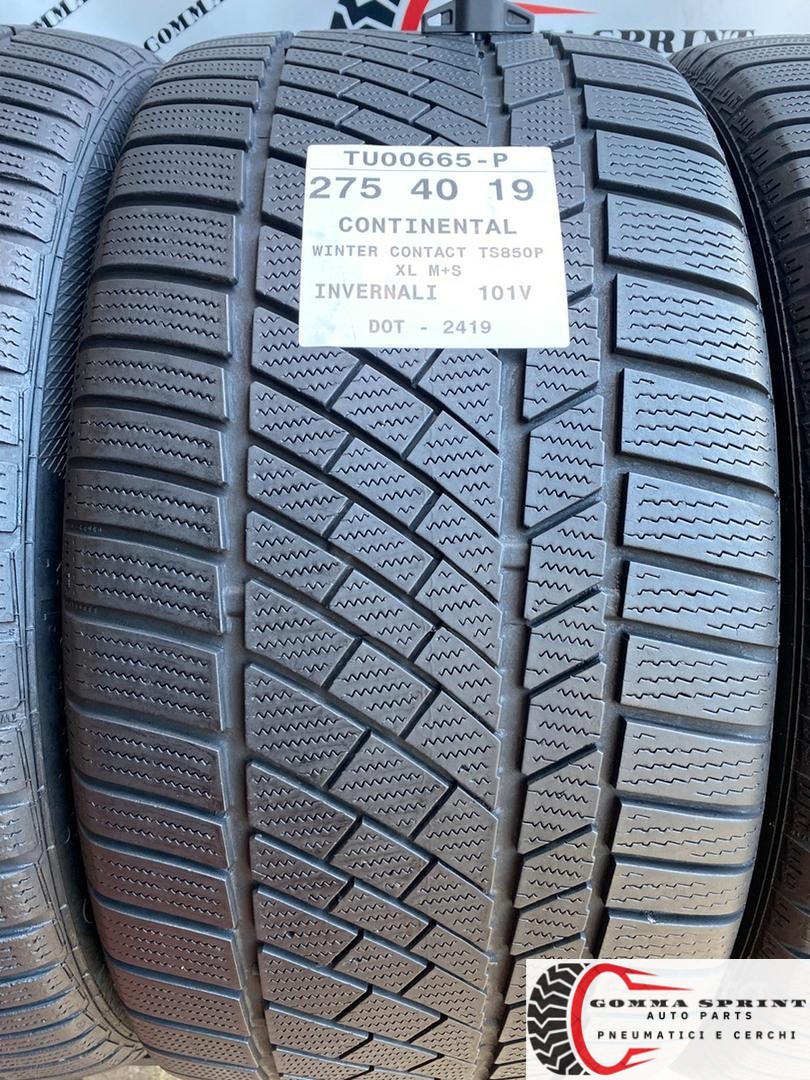 SPRINT
TU00665-P
275 40 19
CONTINENTAL
WINTER CONTACT TS850P
XL M+S
INVERNALI 101V
DOT - 2419
GOMMA SPRINT
AUTO PARTS
PNEUMATICI E CERCHI